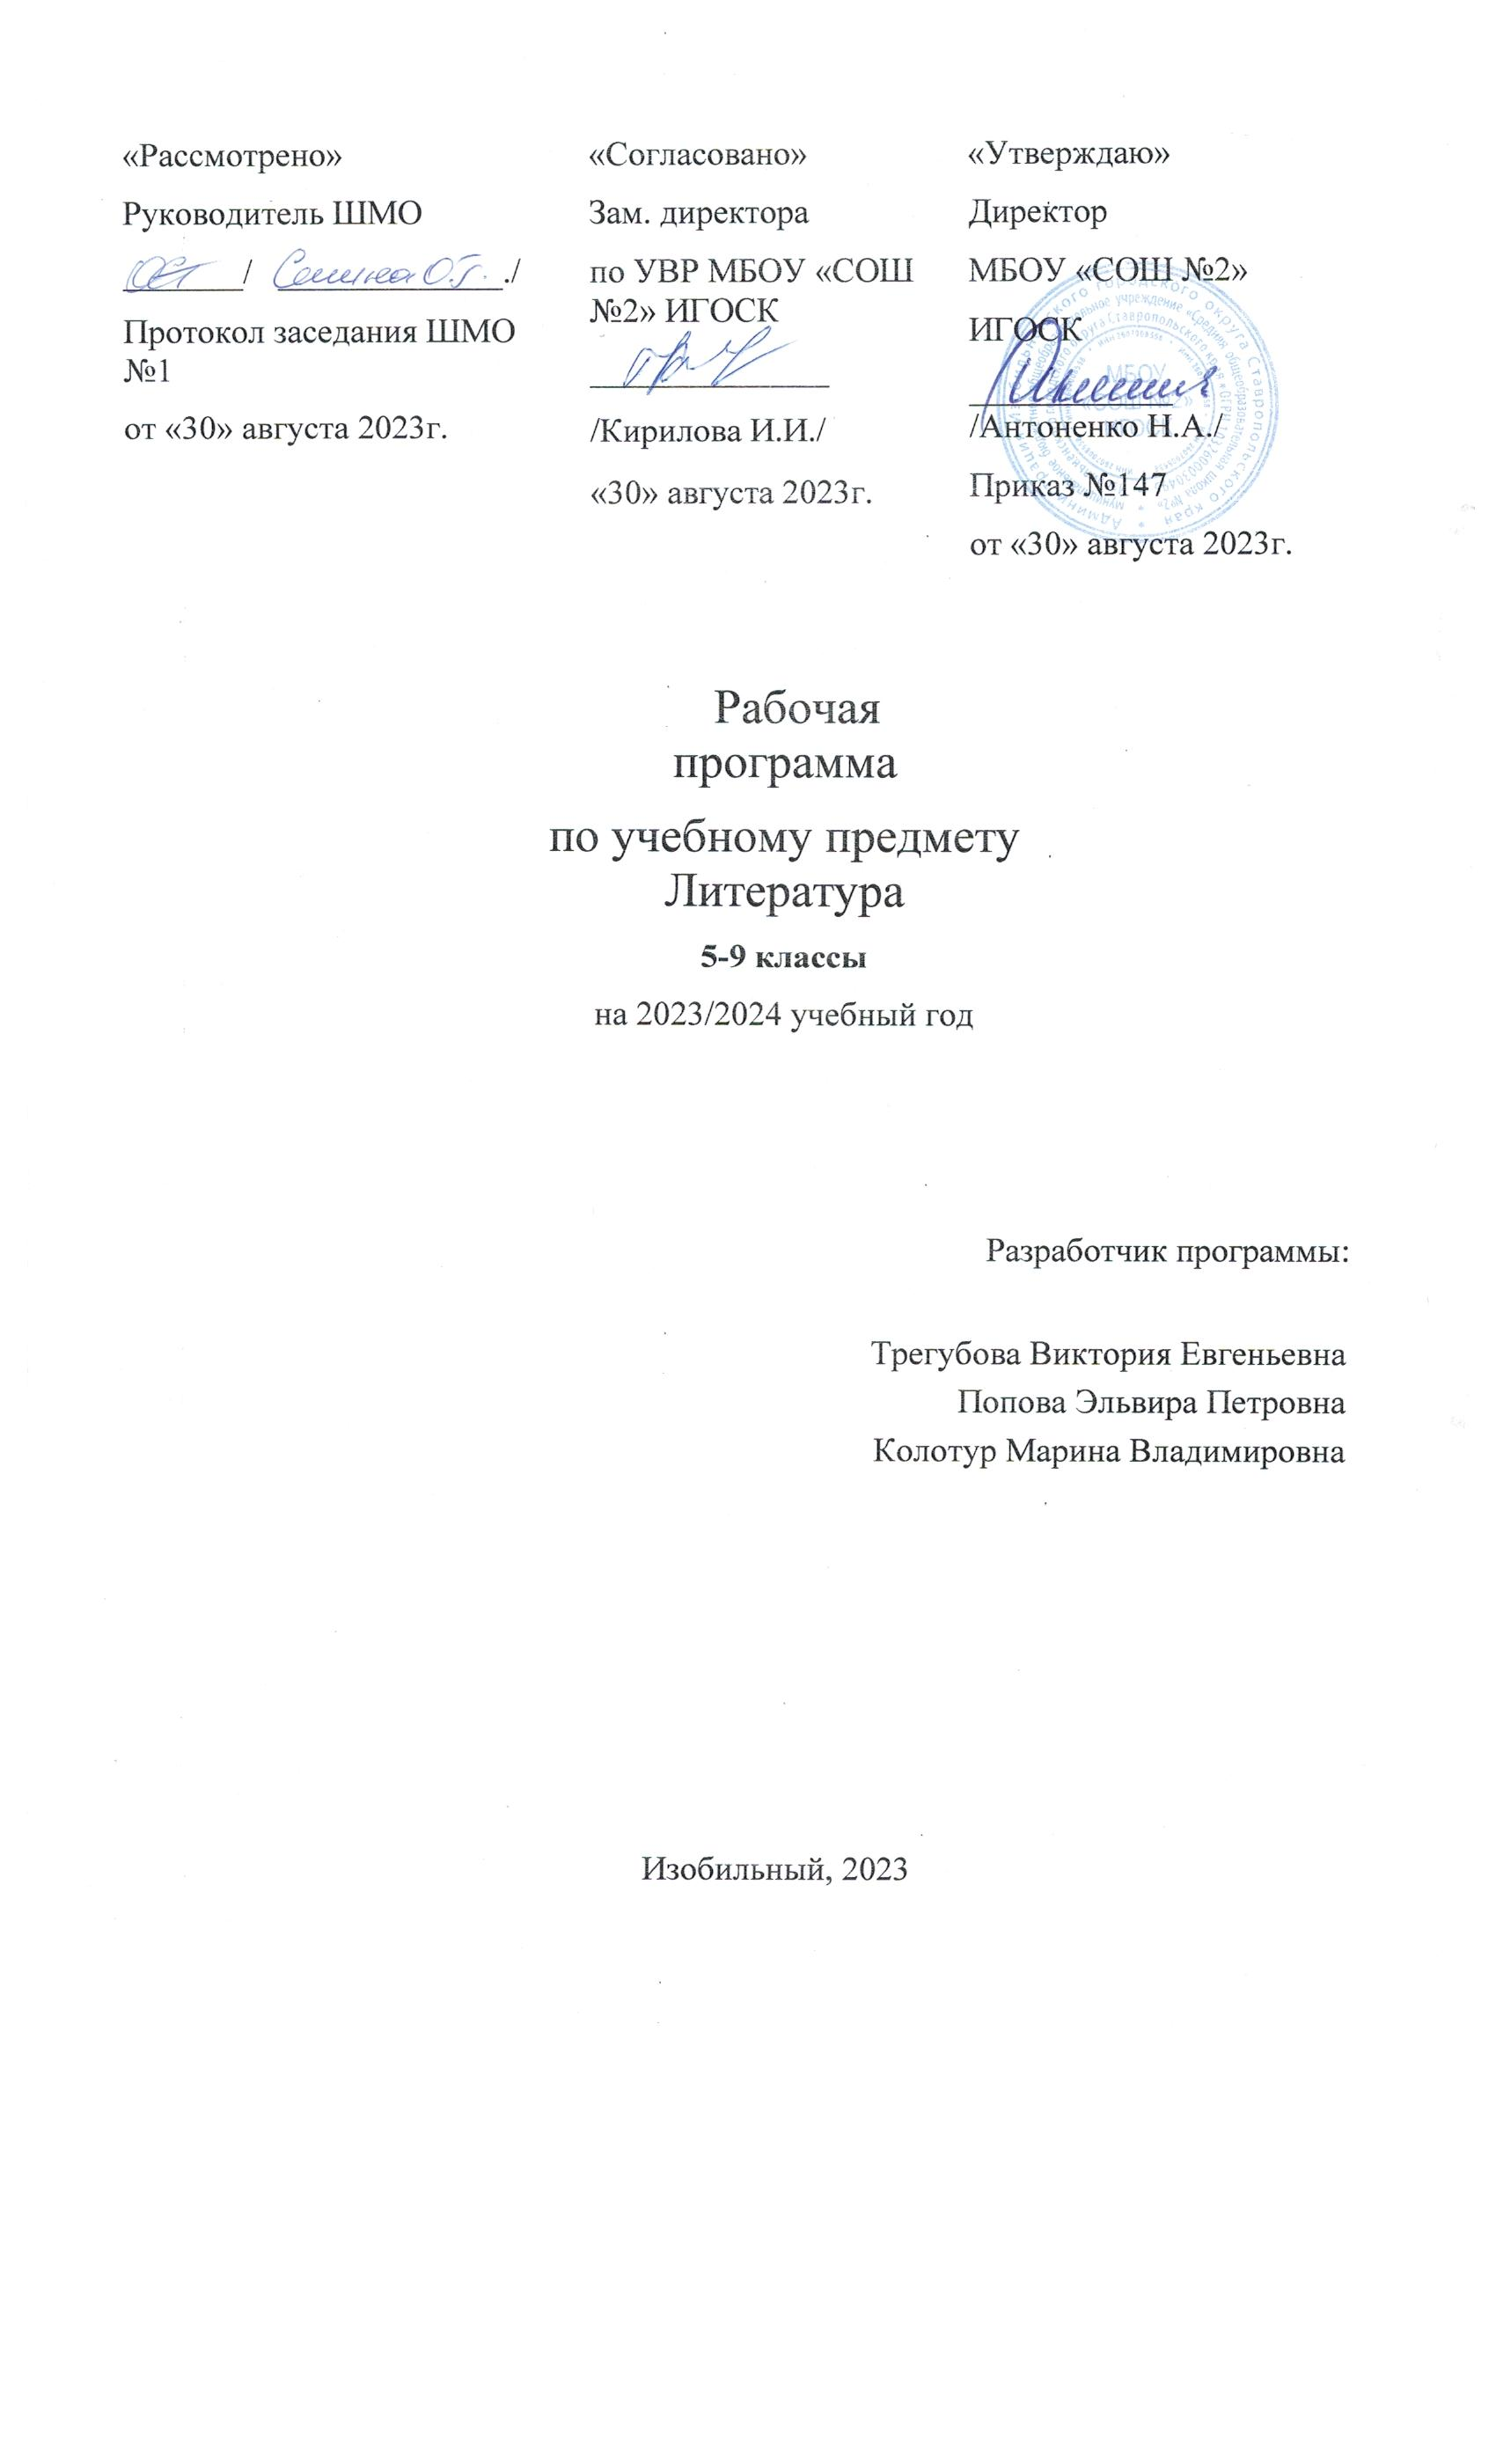 «Рассмотрено»
Руководитель ШМО
/ О.Г. ./
Протокол заседания ШМО
№1
от «30» августа 2023г.
«Согласовано»
Зам. директора
по УВР МБОУ «СОШ
№2» ИГОСК
/Кирилова И.И./
«30» августа 2023г.
«Утверждаю»
Директор
МБОУ «СОШ №2»
ИГОСК
/Антоненко Н.А./
Приказ №147
от «30» августа 2023г.
МБОУ
«СОШ №2»
Рабочая
программа
по учебному предмету
Литература
5-9 классы
на 2023/2024 учебный год
Разработчик программы:
Трегубова Виктория Евгеньевна
Попова Эльвира Петровна
Колотур Марина Владимировна
Изобильный, 2023